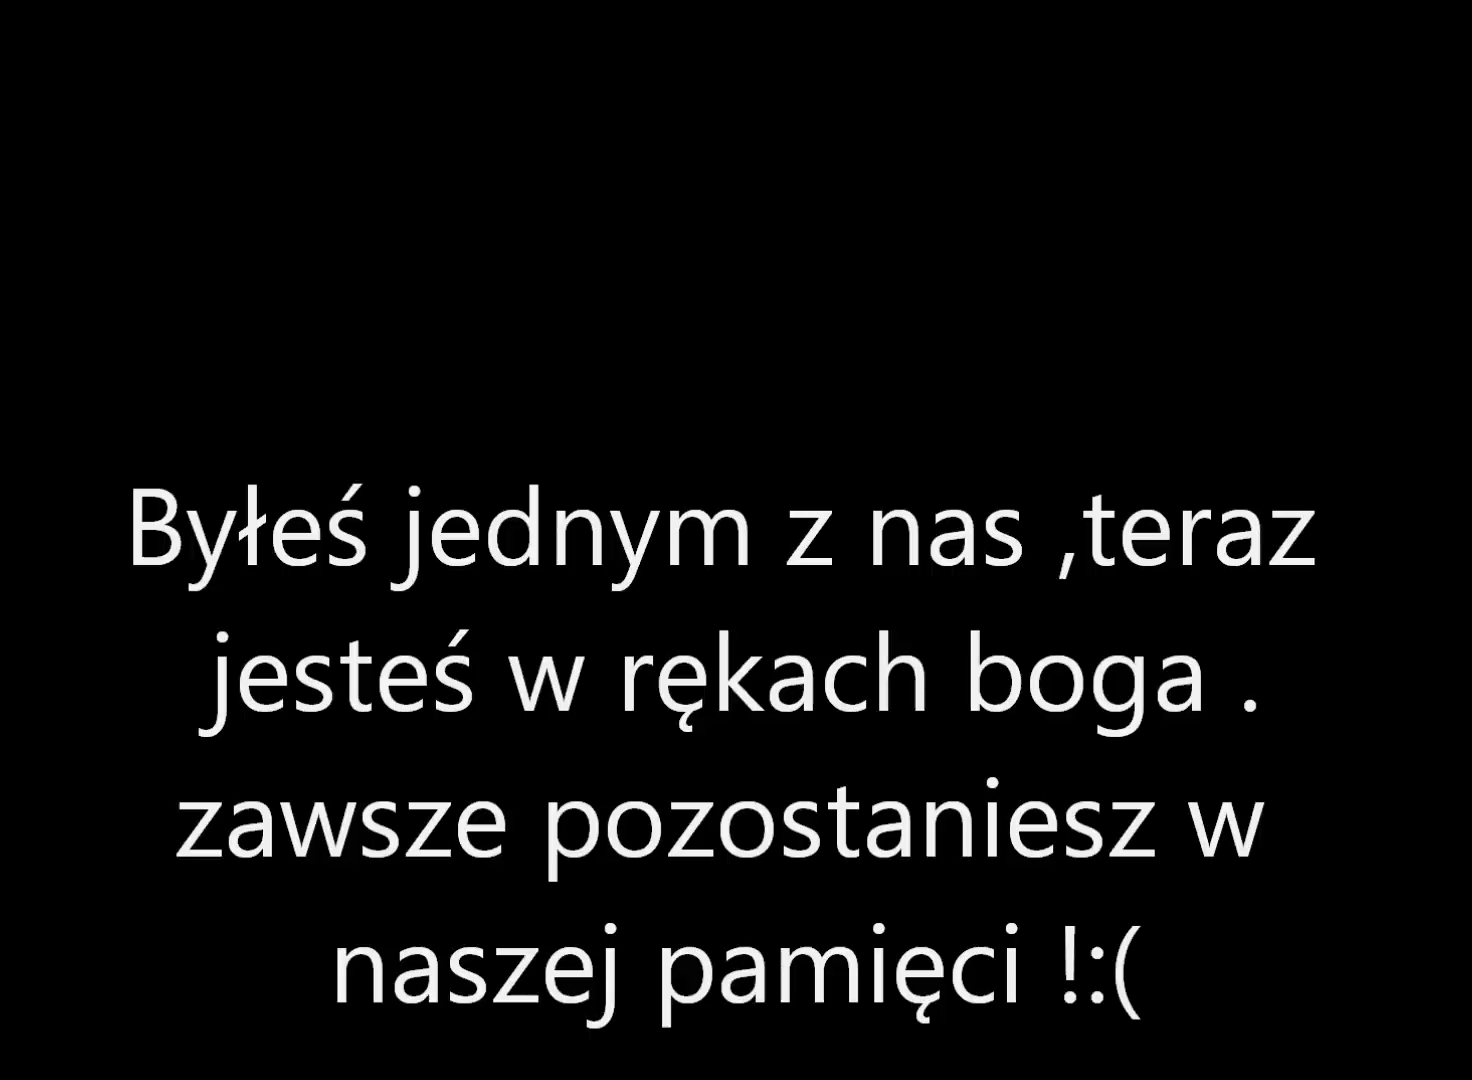 Byłeś jednym z nas ,teraz
jesteś w rękach boga .
zawsze pozostaniesz w
naszej pamięci !:(